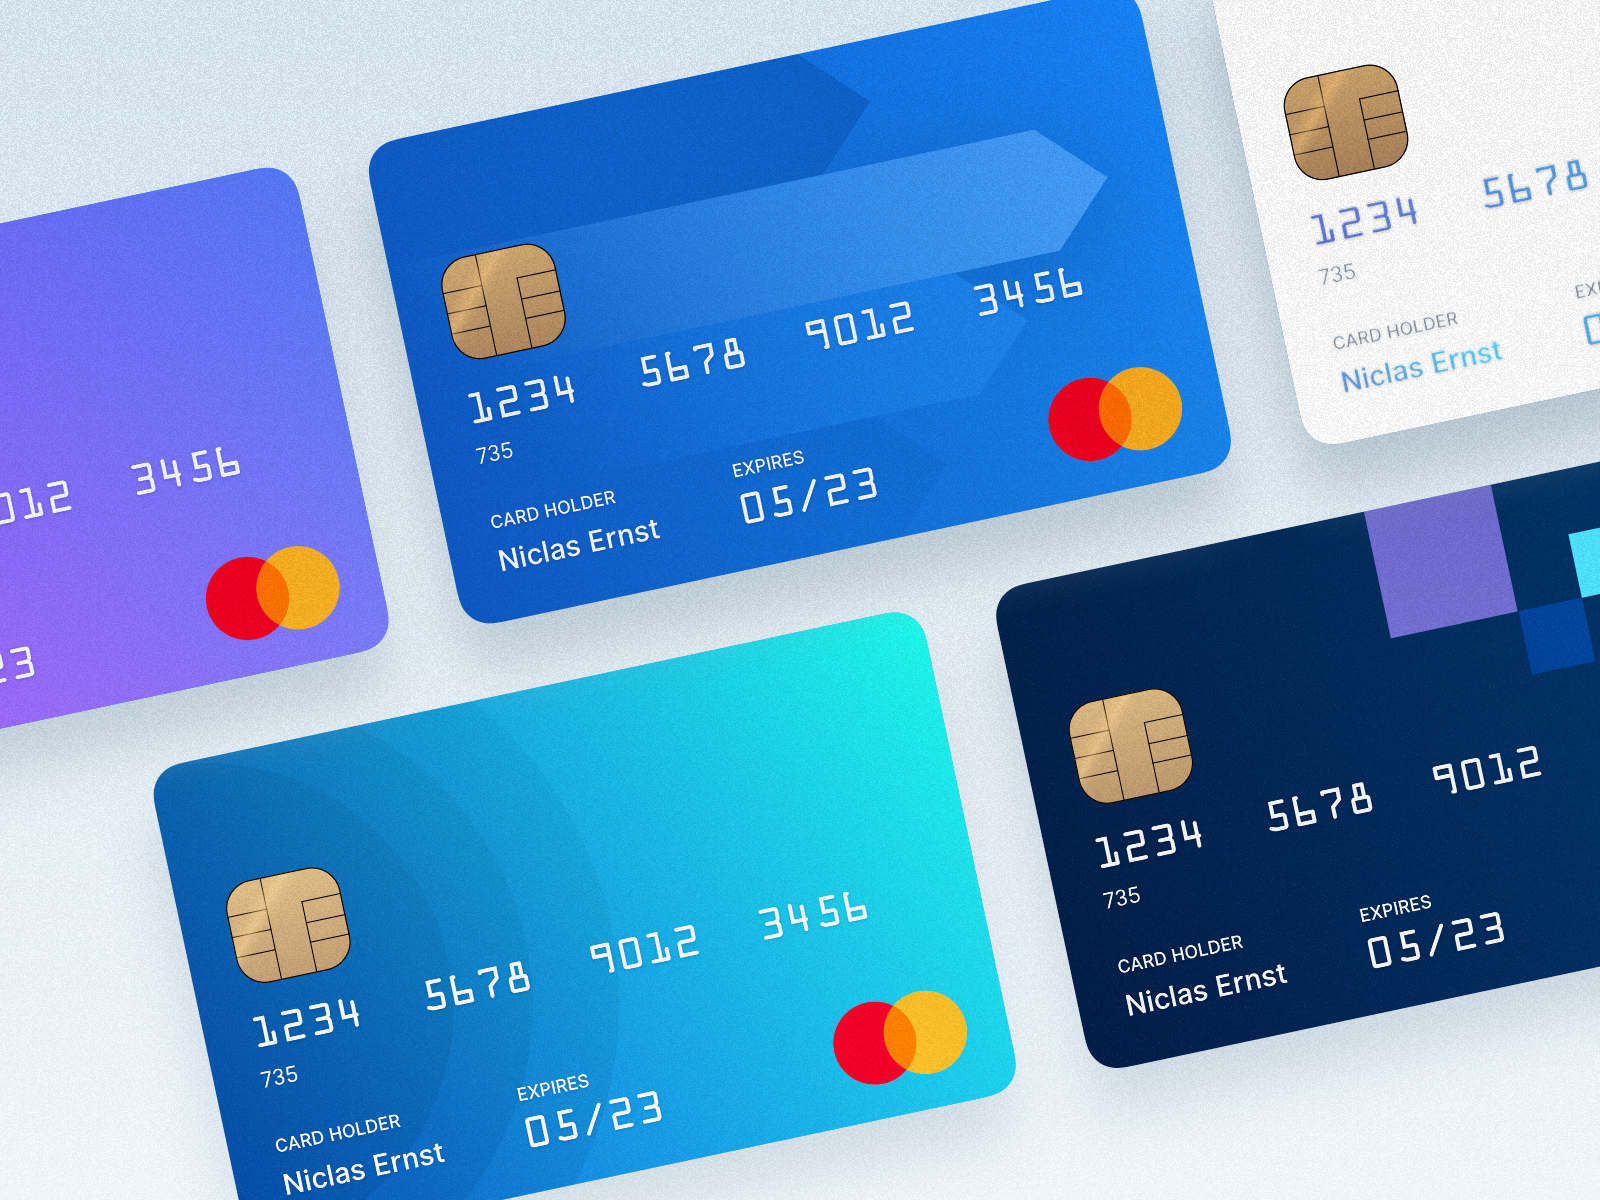 1234 5678 9012 3456
735
EXPIRES
05/23
CARD HOLDER
Niclas Ernst
1234 5678
735
CARD HOLDER
Niclas Ernst
3456
1234 5678 9012 3456
735
EXPIRES
05/23
CARD HOLDER
Niclas Ernst
1234 5678 9012
735
EXPIRES
05/23
CARD HOLDER
Niclas Ernst